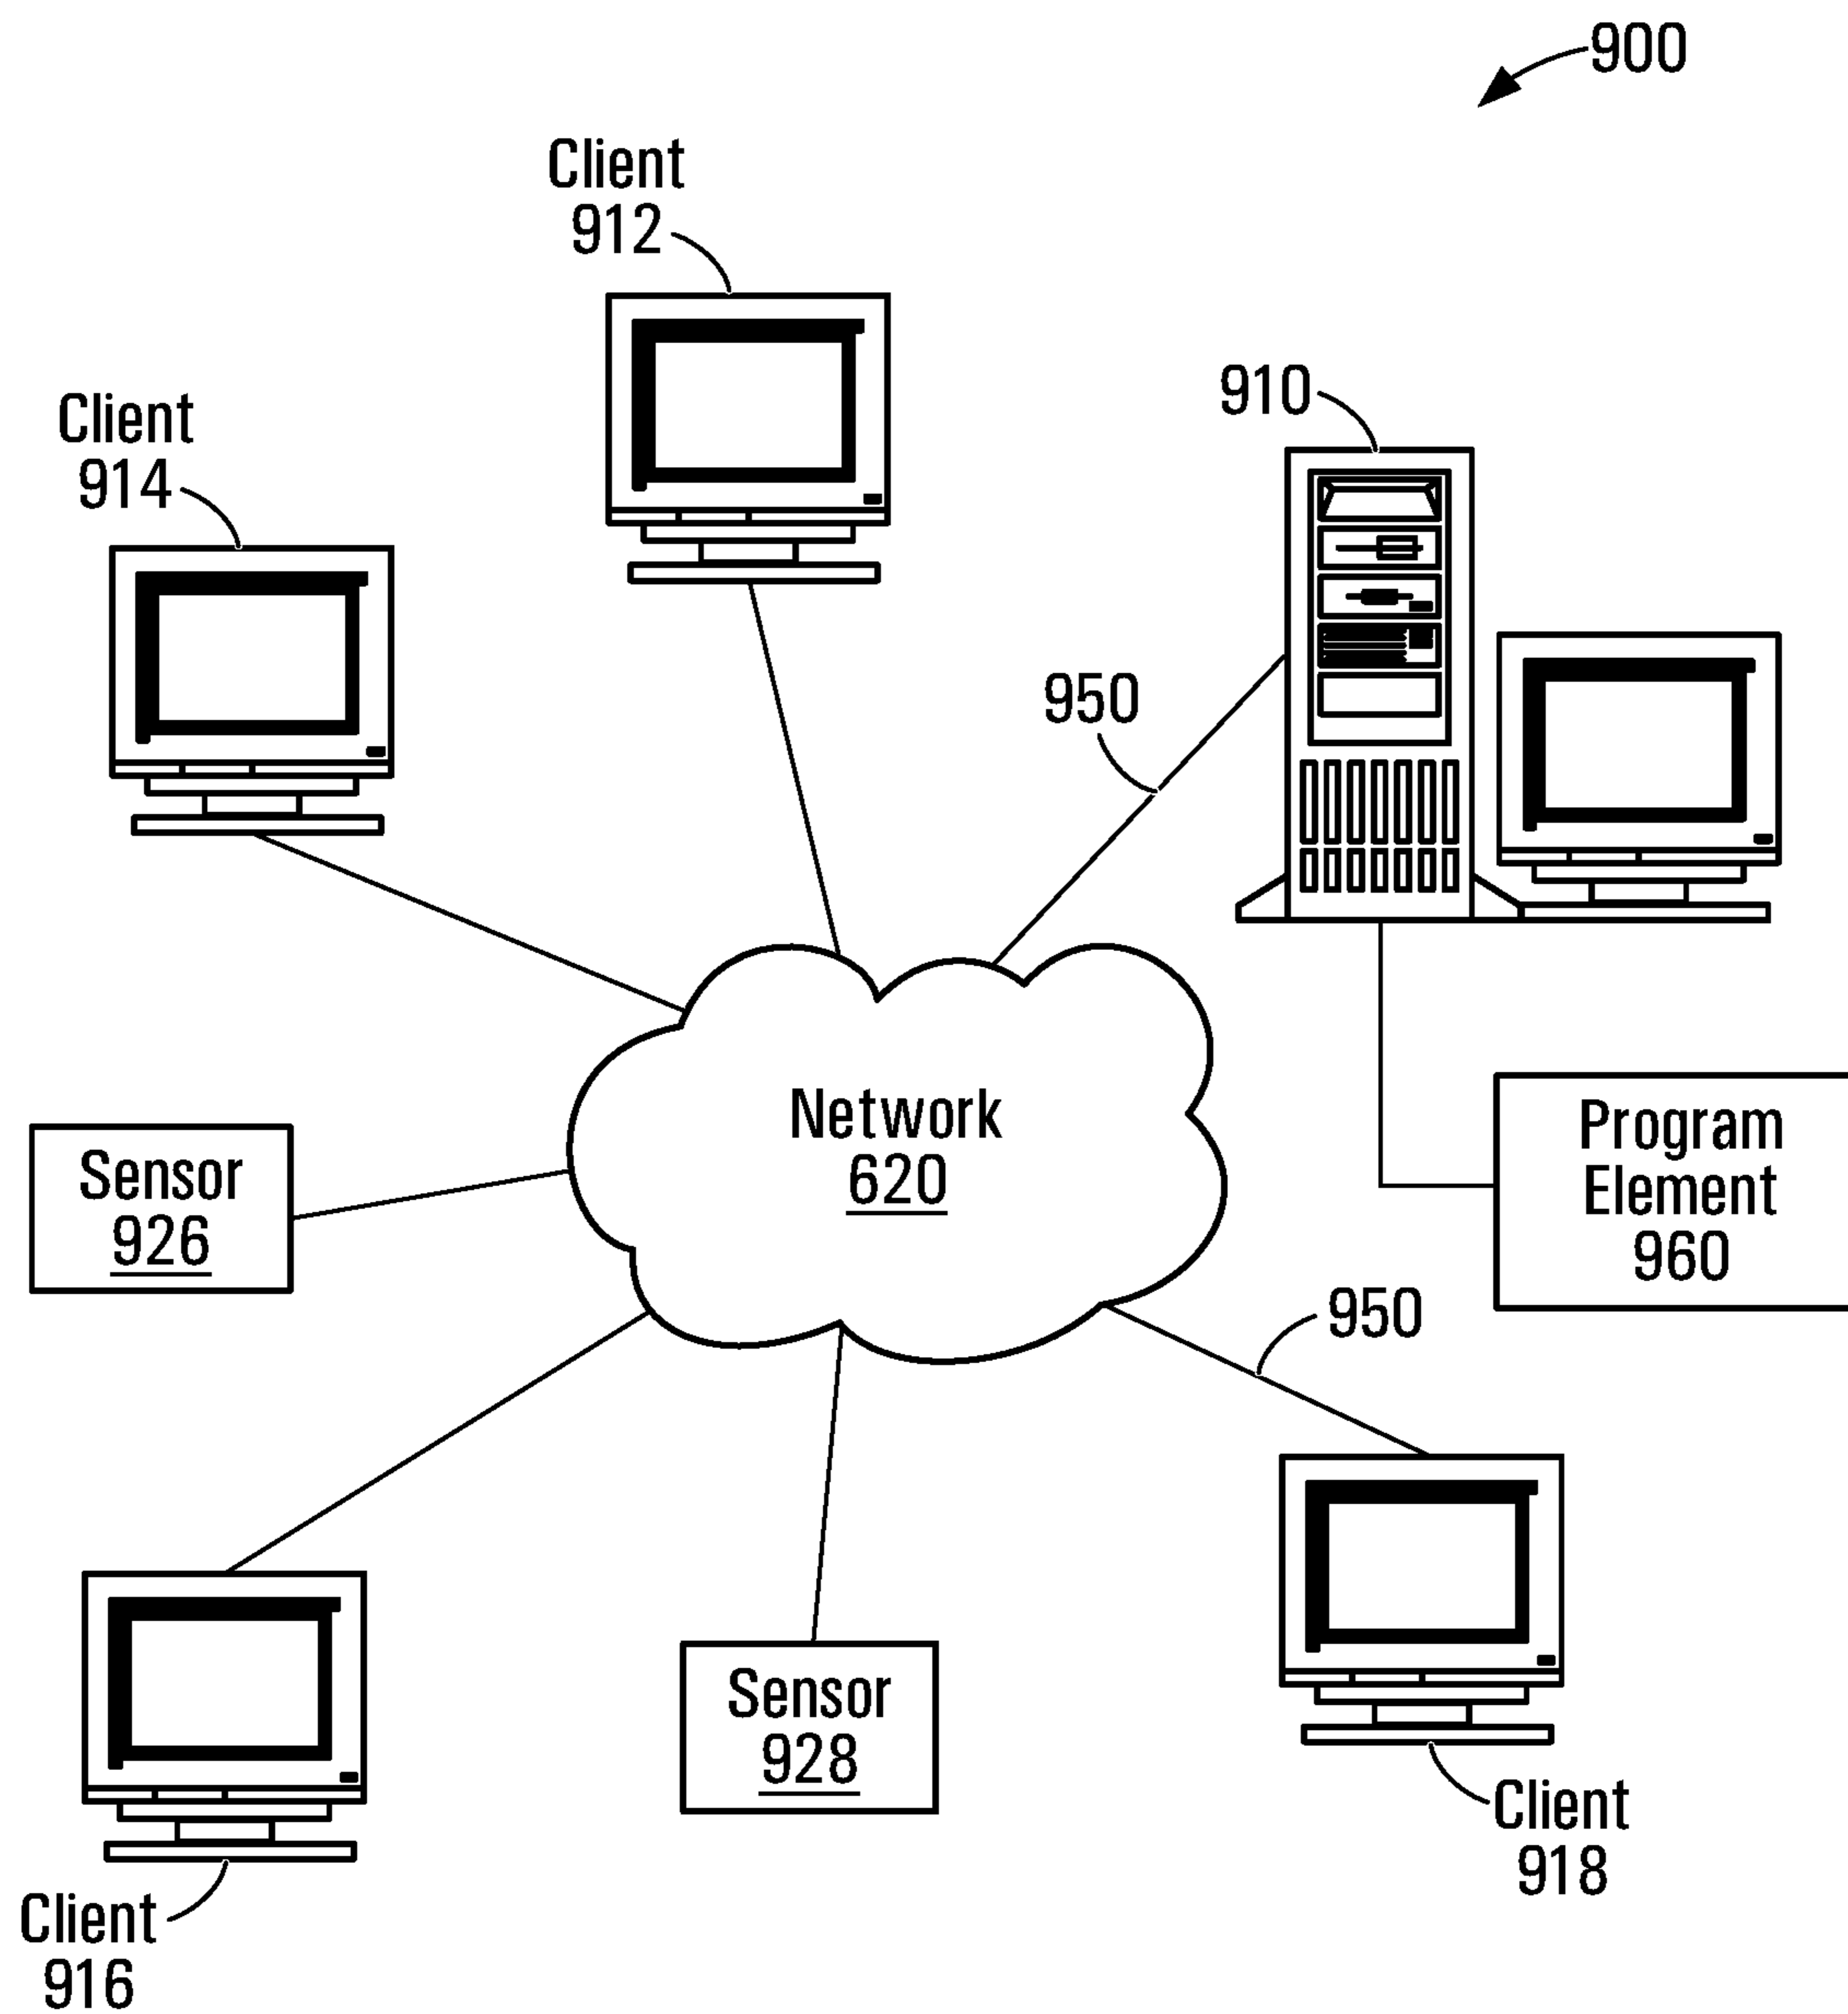 900
Client
912
910
Client
914
950
Network
620
Program
Element
960
Sensor
926
950
Sensor
928
Client
918
Client
916